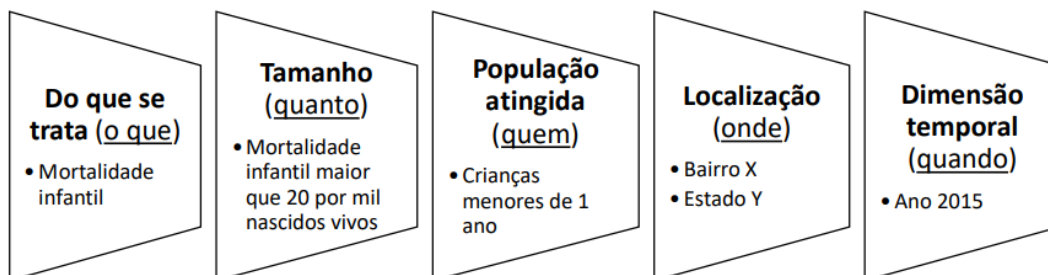 Do que se
trata (o que)
• Mortalidade
infantil
Tamanho
(quanto)
• Mortalidade
infantil maior
que 20 por mil
nascidos vivos
População
atingida
(quem)
• Crianças
menores de 1
ano
Localização
(onde)
• Bairro X
• Estado Y
Dimensão
temporal
(quando)
• Ano 2015